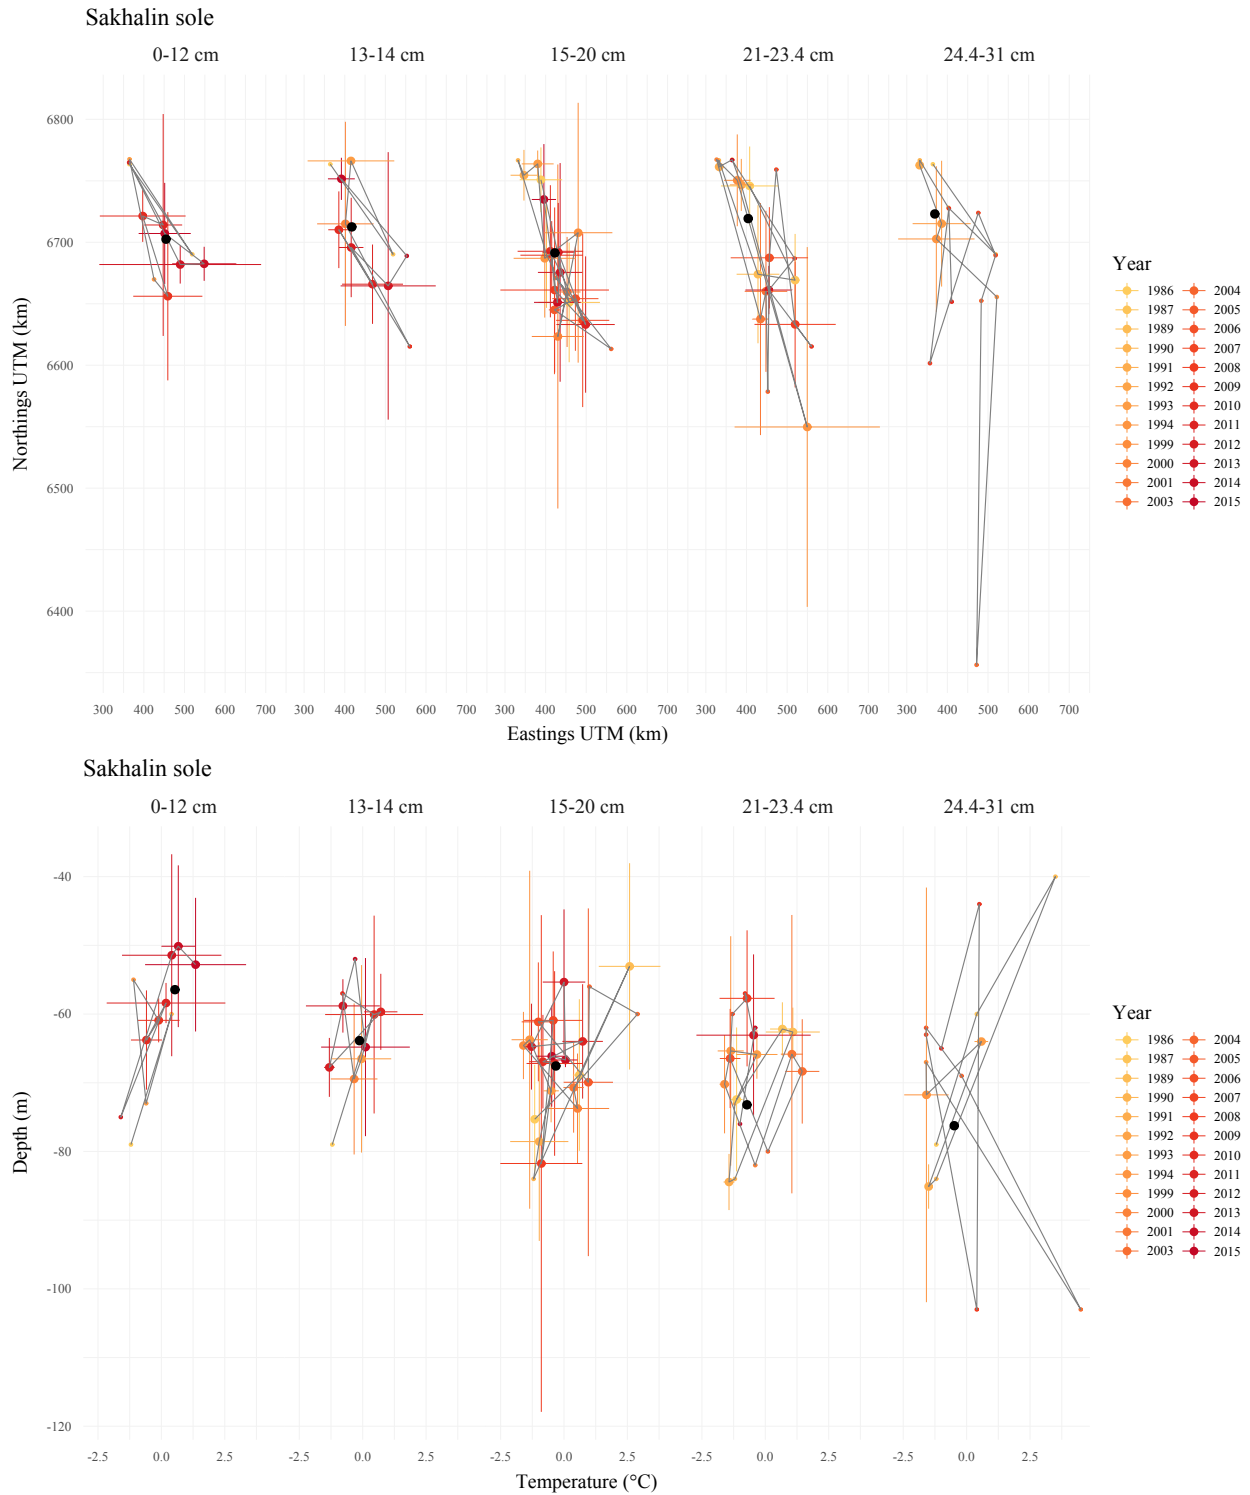 Sakhalin sole
0-12 cm 13-14 cm 15-20 cm 21-23.4 cm 24.4-31 cm
6800
6700
6600
6500
6400
Northings UTM (km)
300 400 500 600 700 300 400 500 600 700 300 400 500 600 700 300 400 500 600 700 300 400 500 600 700
Eastings UTM (km)
Year
1986 2004
1987 2005
1989 2006
1990 2007
1991 2008
1992 2009
1993 2010
1994 2011
1999 2012
2000 2013
2001 2014
2003 2015
Sakhalin sole
0-12 cm 13-14 cm 15-20 cm 21-23.4 cm 24.4-31 cm
-40
-60
-80
-100
-120
Depth (m)
-2.5 0.0 2.5 -2.5 0.0 2.5 -2.5 0.0 2.5 -2.5 0.0 2.5 -2.5 0.0 2.5
Temperature (°C)
Year
1986 2004
1987 2005
1989 2006
1990 2007
1991 2008
1992 2009
1993 2010
1994 2011
1999 2012
2000 2013
2001 2014
2003 2015